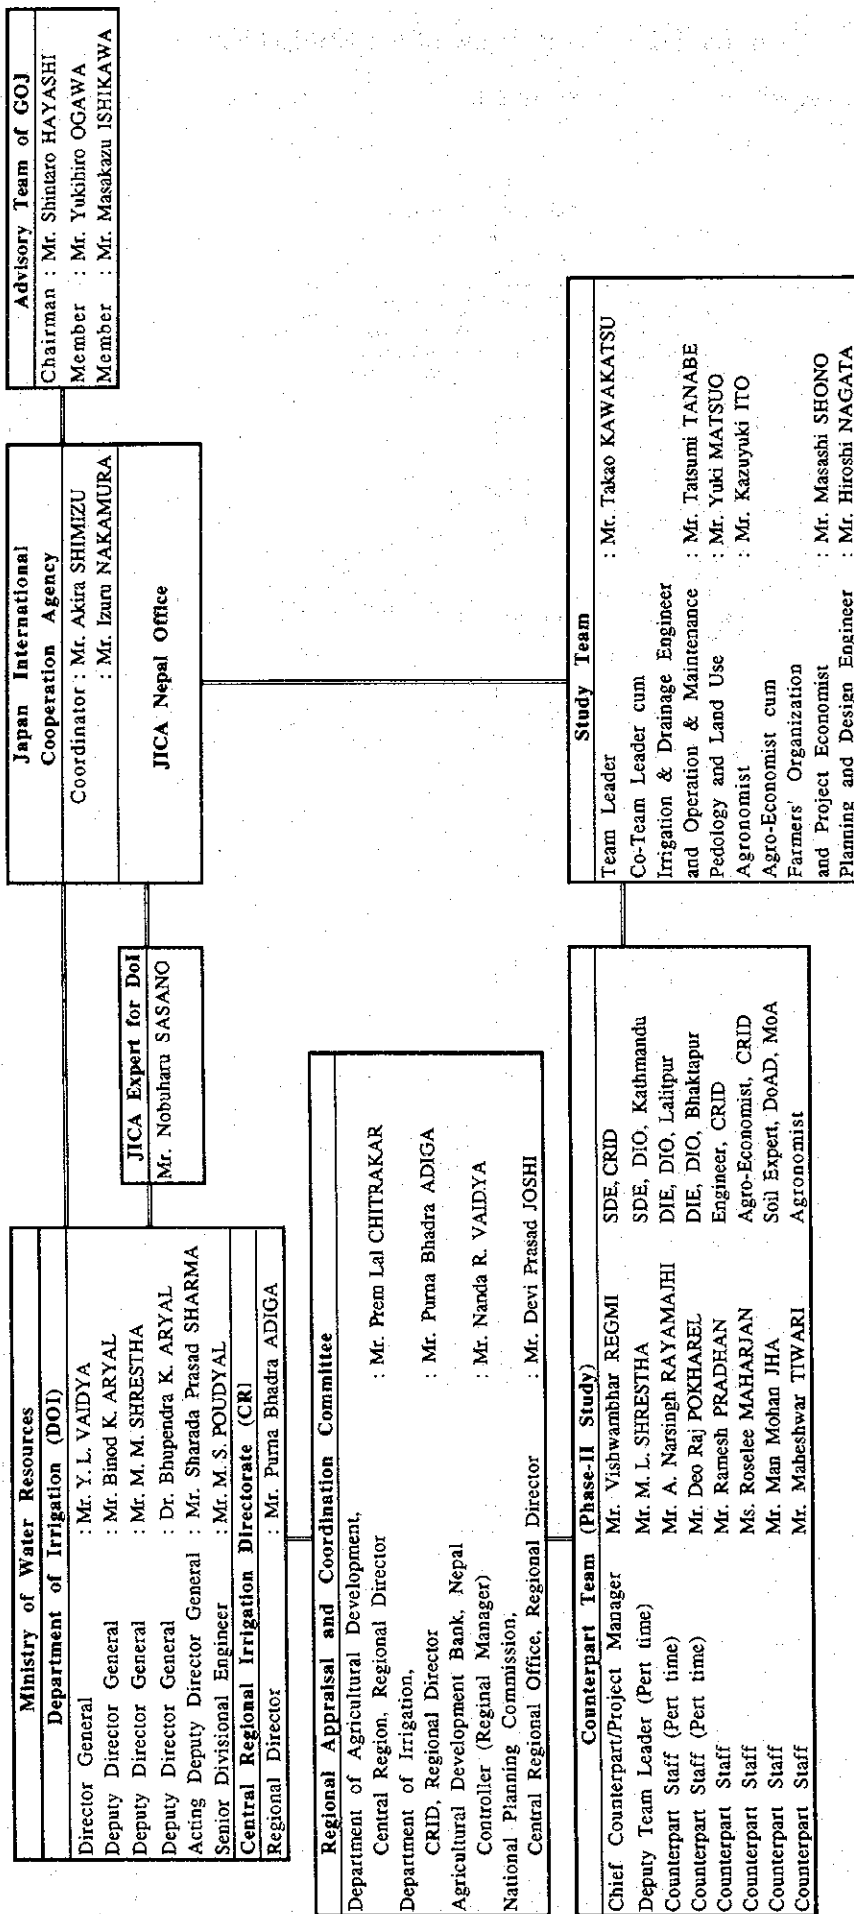 Ministry of Water Resources
Department of Irrigation (DOI)
Director General : Mr. Y. L. VAIDYA
Deputy Director General : Mr. Binod K. ARYAL
Deputy Director General : Mr. M. M. SHRESTHA
Deputy Director General : Dr. Bhupendra K. ARYAL
Acting Deputy Director General : Mr. Sharada Prasad SHARMA
Senior Divisional Engineer : Mr. M. S. POUDYAL
Central Regional Irrigation Directorate (CRI)
Regional Director : Mr. Purna Bhadra ADIGA
JICA Expert for DoI
Mr. Nobuharu SASANO
Japan International
Cooperation Agency
Coordinator : Mr. Akira SHIMIZU
: Mr. Izuru NAKAMURA
JICA Nepal Office
Advisory Team of GOJ
Chairman : Mr. Shintaro HAYASHI
Member : Mr. Yukihiro OGAWA
Member : Mr. Masakazu ISHIKAWA
Regional Appraisal and Coordination Committee
Department of Agricultural Development,
Central Region, Regional Director : Mr. Prem Lal CHITRAKAR
Department of Irrigation,
CRID, Regional Director : Mr. Purna Bhadra ADIGA
Agricultural Development Bank, Nepal
Controller (Reginal Manager) : Mr. Nanda R. VAIDYA
National Planning Commission,
Central Regional Office, Regional Director : Mr. Devi Prasad JOSHI
Counterpart Team (Phase-II Study)
Chief Counterpart/Project Manager Mr. Vishwambhar REGMI SDE, CRID
Deputy Team Leader (Pert time) Mr. M. L. SHRESTHA SDE, DIO, Kathmandu
Counterpart Staff (Pert time) Mr. A. Narsingh RAYAMAJHI DIE, DIO, Lalitpur
Counterpart Staff (Pert time) Mr. Deo Raj POKHAREL DIE, DIO, Bhaktapur
Counterpart Staff Mr. Ramesh PRADHAN Engineer, CRID
Counterpart Staff Ms. Roselee MAHARJAN Agro-Economist, CRID
Counterpart Staff Mr. Man Mohan JHA Soil Expert, DoAD, MoA
Counterpart Staff Mr. Maheshwar TIWARI Agronomist
Study Team
Team Leader : Mr. Takao KAWAKATSU
Co-Team Leader cum
Irrigation & Drainage Engineer
and Operation & Maintenance : Mr. Tatsumi TANABE
Pedology and Land Use : Mr. Yuki MATSUO
Agronomist : Mr. Kazuyuki ITO
Agro-Economist cum
Farmers' Organization
and Project Economist : Mr. Masashi SHONO
Planning and Design Engineer : Mr. Hiroshi NAGATA